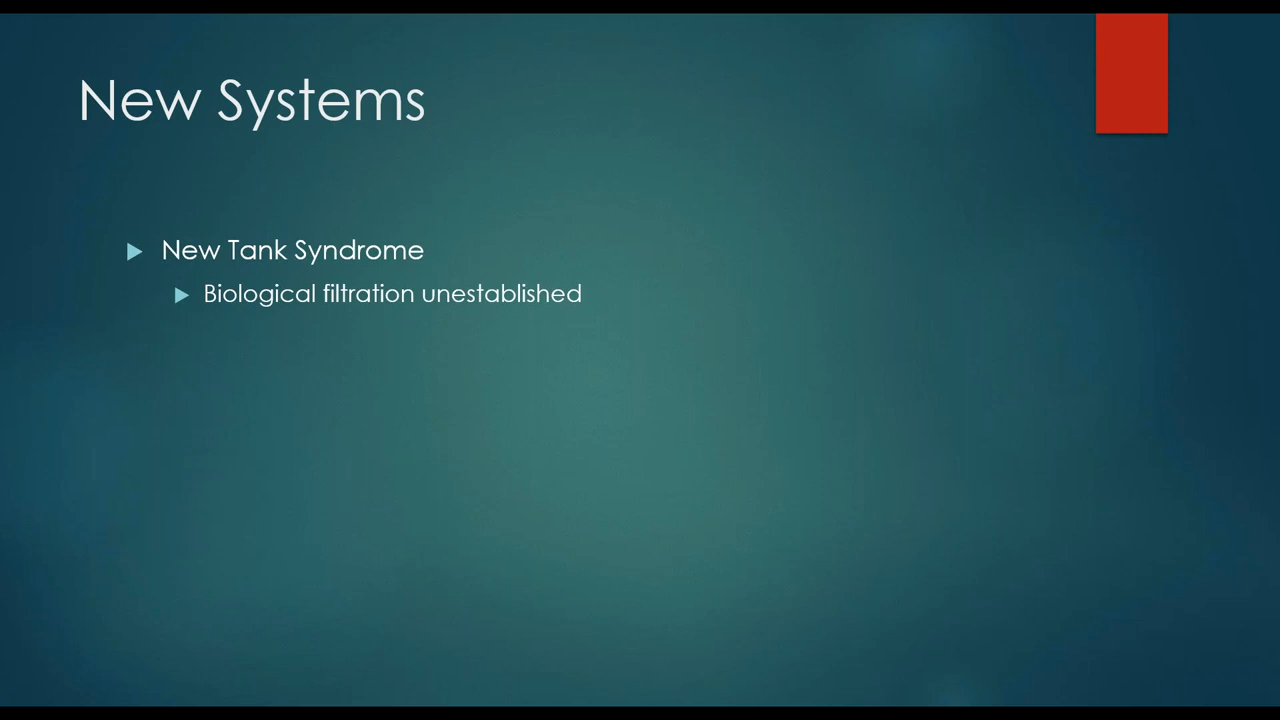 New Systems
New Tank Syndrome
Biological filtration unestablished